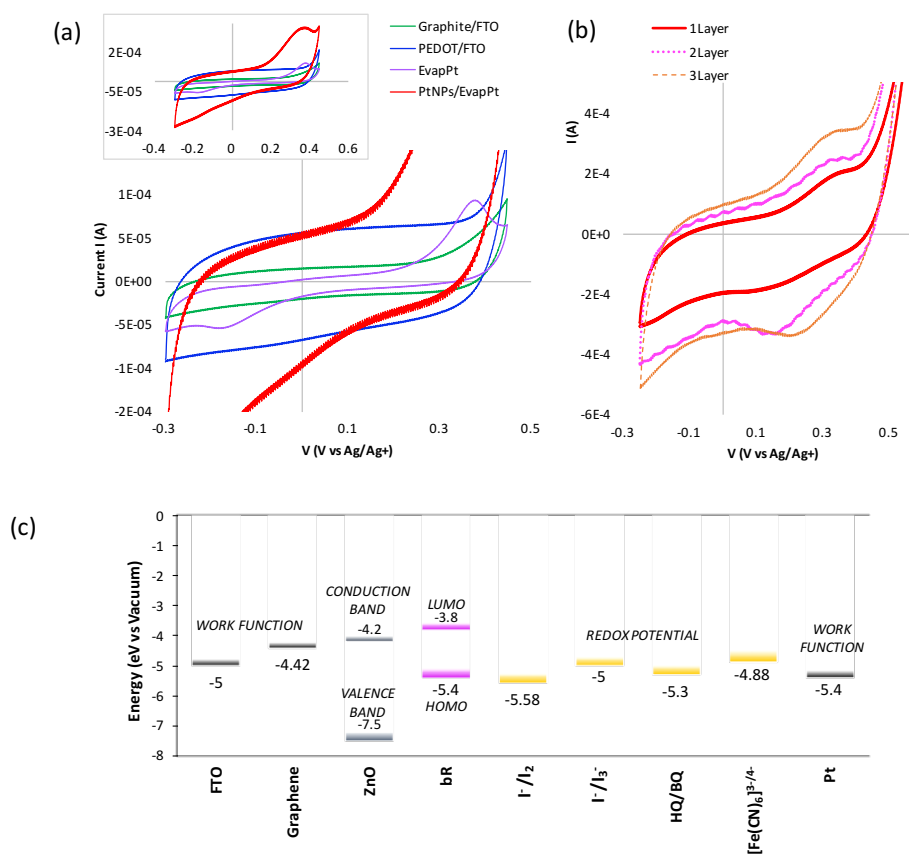 (a)
2E-04
-5E-05
-3E-04
-0.4
-0.2
0
0.2
0.4
0.6
Graphite/FTO
PEDOT/FTO
EvapPt
PtNPs/EvapPt
Current I (A)
1E-04
5E-05
0E+00
-5E-05
-1E-04
-2E-04
-0.3
-0.1
0.1
0.3
0.5
V (V vs Ag/Ag+)
(b)
1Layer
2Layer
3Layer
I (A)
4E-4
2E-4
0E+0
-2E-4
-4E-4
-6E-4
-0.3
-0.1
0.1
0.3
0.5
V (V vs Ag/Ag+)
(c)
Energy (eV vs Vacuum)
0
-1
-2
-3
-4
-5
-6
-7
-8
WORK FUNCTION
-5
-4.42
CONDUCTION
BAND
-4.2
VALENCE
BAND
-7.5
LUMO
-3.8
-5.4
HOMO
REDOX POTENTIAL
-5.58
-5
-5.3
-4.88
WORK
FUNCTION
-5.4
FTO
Graphene
ZnO
bR
I⁻/I₂
I⁻/I₃⁻
HQ/BQ
[Fe(CN)₆]³⁻/⁴⁻
Pt